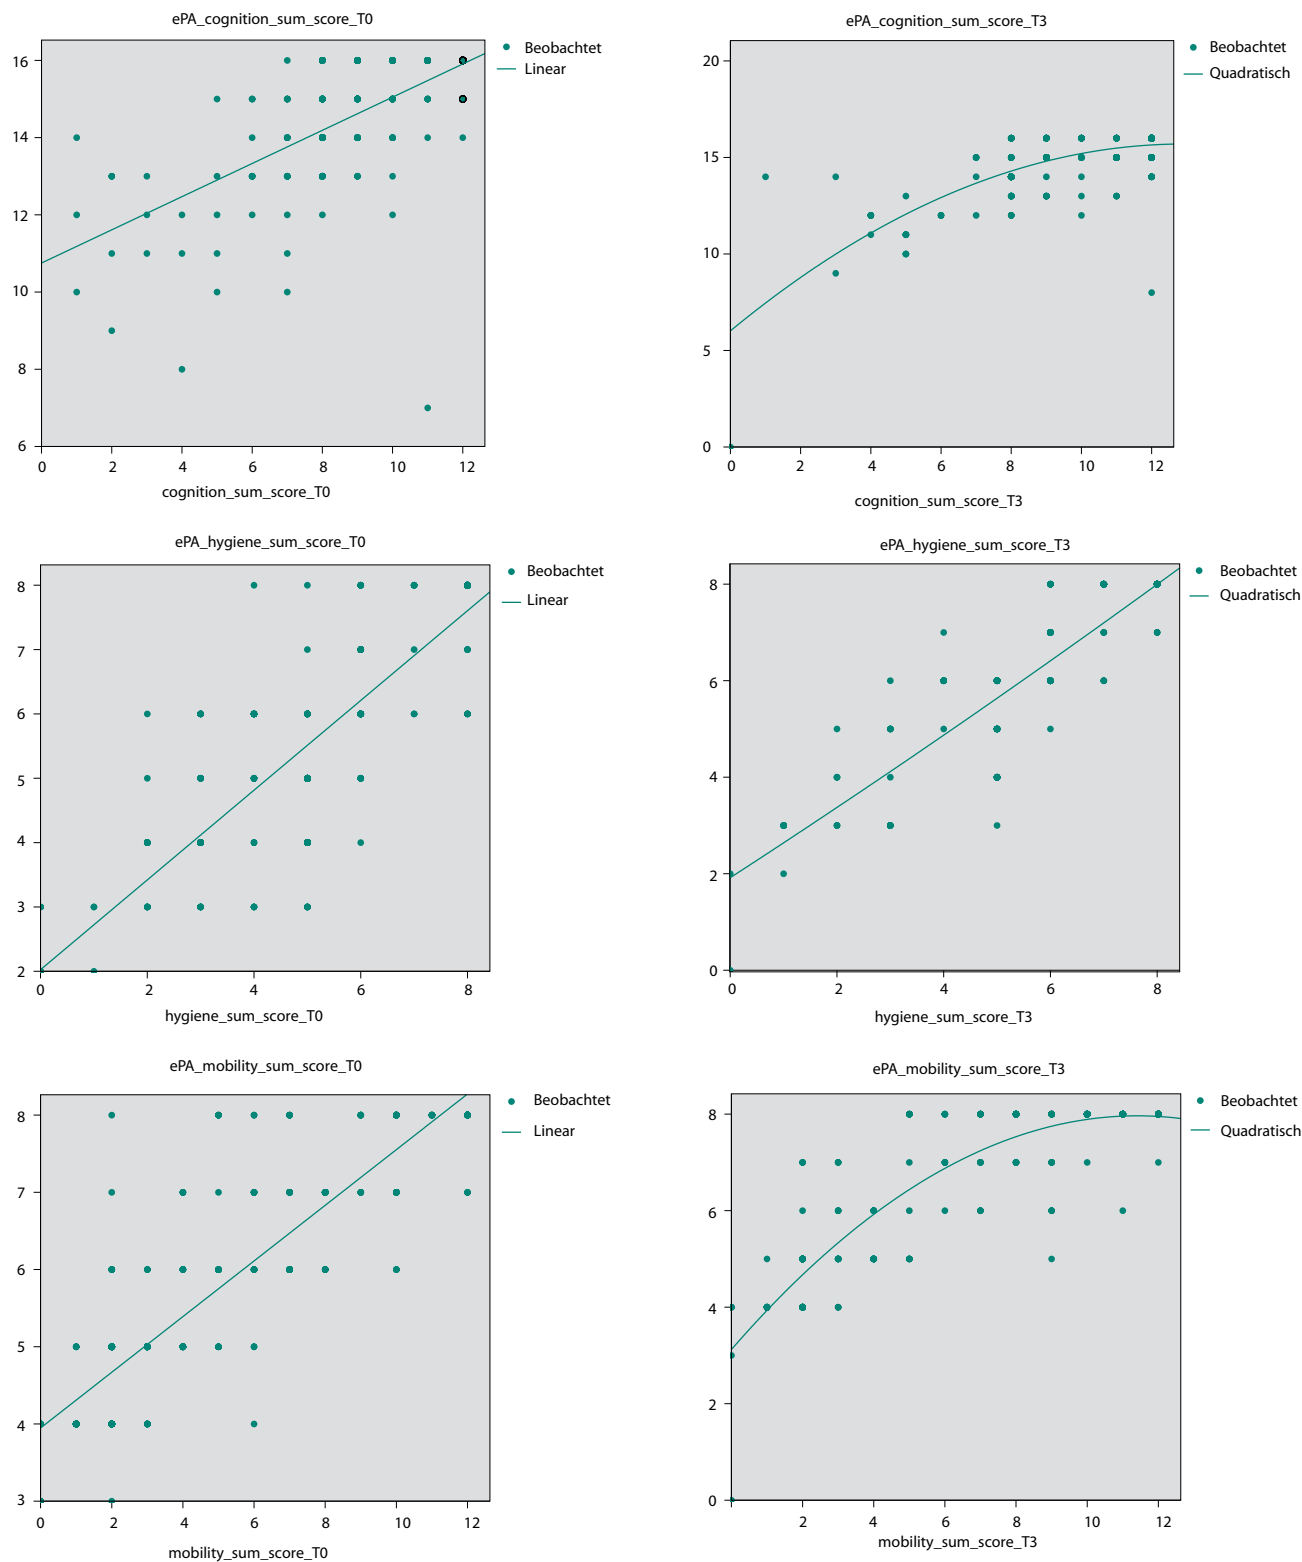 ePA_cognition_sum_score_T0
Beobachtet
Linear
16
14
12
10
8
6
0 2 4 6 8 10 12
cognition_sum_score_T0
ePA_cognition_sum_score_T3
Beobachtet
Quadratisch
20
15
10
5
0
0 2 4 6 8 10 12
cognition_sum_score_T3
ePA_hygiene_sum_score_T0
Beobachtet
Linear
8
7
6
5
4
3
2
0 2 4 6 8
hygiene_sum_score_T0
ePA_hygiene_sum_score_T3
Beobachtet
Quadratisch
8
6
4
2
0
0 2 4 6 8
hygiene_sum_score_T3
ePA_mobility_sum_score_T0
Beobachtet
Linear
8
7
6
5
4
3
0 2 4 6 8 10 12
mobility_sum_score_T0
ePA_mobility_sum_score_T3
Beobachtet
Quadratisch
8
6
4
2
0
2 4 6 8 10 12
mobility_sum_score_T3